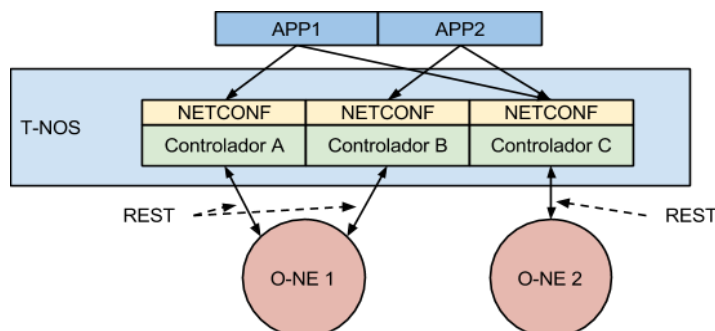 APP1 APP2
NETCONF NETCONF NETCONF
T-NOS
Controlador A Controlador B Controlador C
REST REST
O-NE 1 O-NE 2